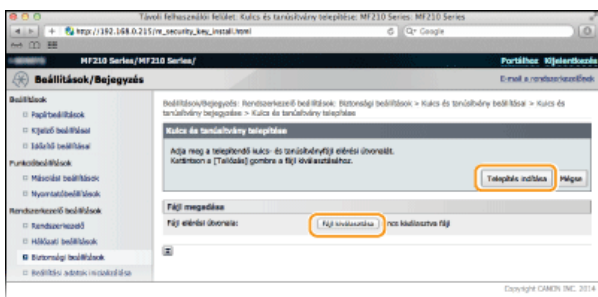 Távoli felhasználói felület: Kulcs és tanúsítvány telepítése: MF210 Series: MF210 Series
http://192.168.0.215/m_security_key_install.html
Google
MF210 Series/MF210 Series/
Portálhoz Kijelentkezés
Beállítások/Bejegyzés
E-mail a rendszerkezelőnek
Beállítások
Papírbeállítások
Kijelző beállításai
Időzítő beállításai
Funkcióbeállítások
Másolási beállítások
Nyomtatóbeállítások
Rendszerkezelő beállítások
Rendszerkezelő
Hálózati beállítások
Biztonsági beállítások
Beállítási adatok inicializálása
Beállítások/Bejegyzés: Rendszerkezelő beállítások: Biztonsági beállítások > Kulcs és tanúsítvány beállításai > Kulcs és
tanúsítvány bejegyzése > Kulcs és tanúsítvány telepítése
Kulcs és tanúsítvány telepítése
Adja meg a telepítendő kulcs- és tanúsítványfájl elérési útvonalát.
Kattintson a [Tallózás] gombra a fájl kiválasztásához.
Telepítés indítása
Mégse
Fájl megadása
Fájl elérési útvonala:
Fájl kiválasztása
nincs kiválasztva fájl
Copyright CANON INC. 2014